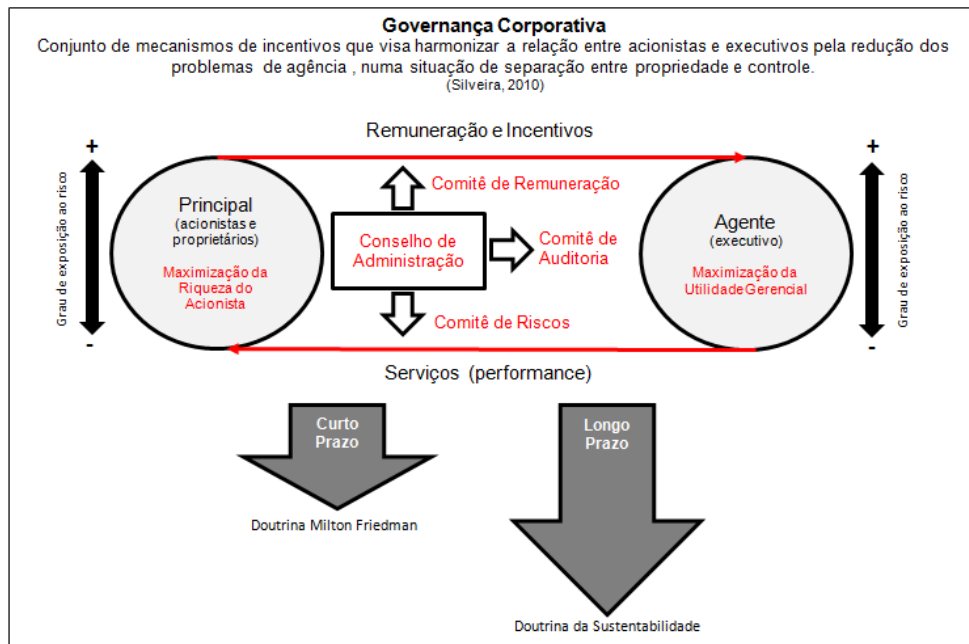 Governança Corporativa
Conjunto de mecanismos de incentivos que visa harmonizar a relação entre acionistas e executivos pela redução dos
problemas de agência , numa situação de separação entre propriedade e controle.
(Silveira, 2010)
Remuneração e Incentivos
+
+
Grau de exposição ao risco
Principal
(acionistas e
proprietários)
Maximização da
Riqueza do
Acionista
Comitê de Remuneração
Conselho de
Administração
Comitê de
Auditoria
Comitê de Riscos
Agente
(executivo)
Maximização da
Utilidade Gerencial
Grau de exposição ao risco
-
-
Serviços (performance)
Curto
Prazo
Longo
Prazo
Doutrina Milton Friedman
Doutrina da Sustentabilidade